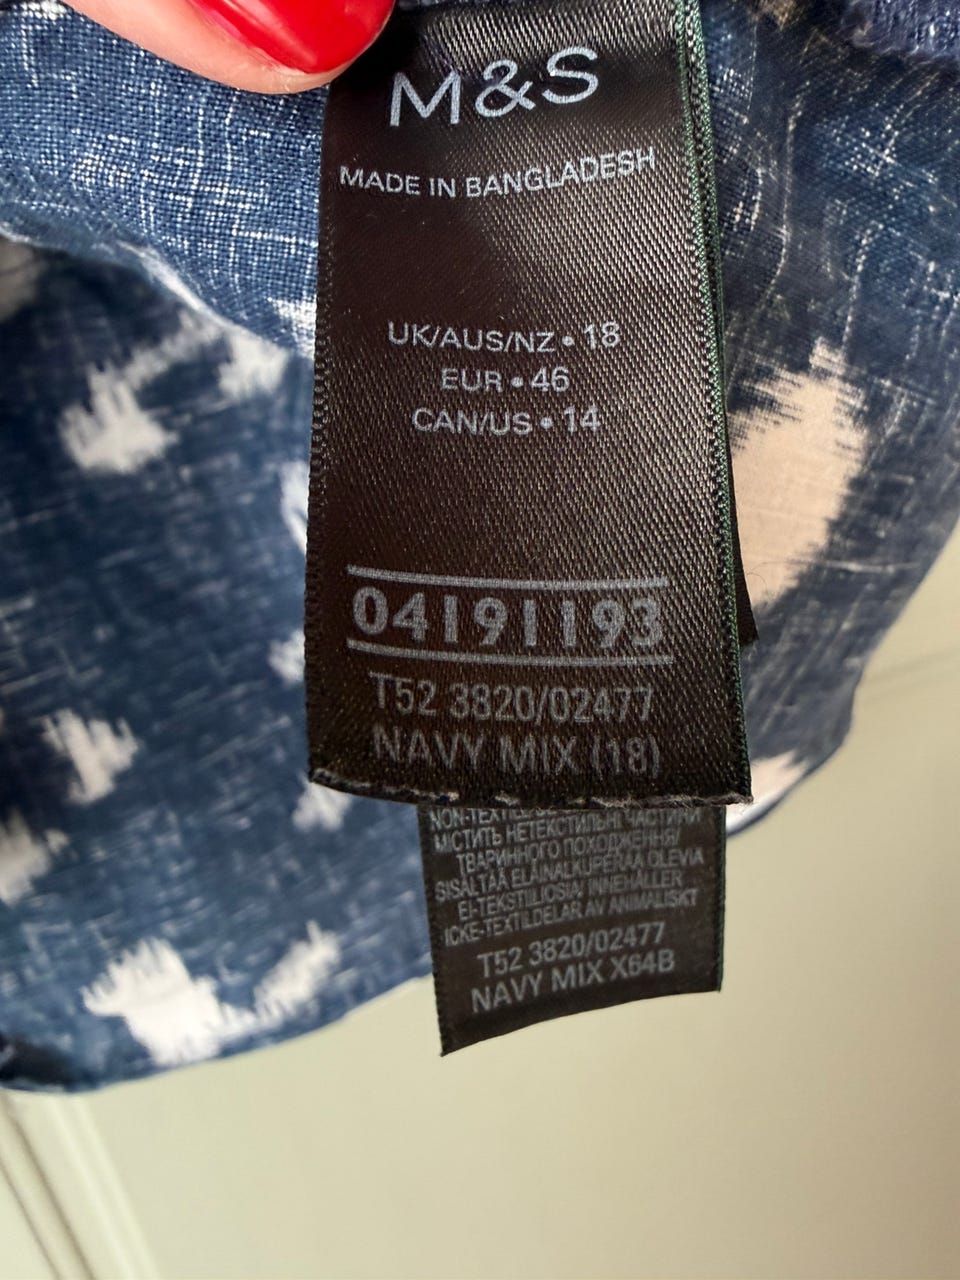 M&S
MADE IN BANGLADESH
UK/AUS/NZ • 18
EUR • 46
CAN/US • 14
04191193
T52 3820/02477
NAVY MIX (18)
МІСТИТЬ НЕТЕКСТИЛЬНІ ЧАСТИНИ
ТВАРИННОГО ПОХОДЖЕННЯ/
SISÄLTÄÄ ELÄINALKUPERÄÄ OLEVIA
EI-TEKSTIILIOSIA/ INNEHÅLLER
ICKE-TEXTILDELAR AV ANIMALISKT
T52 3820/02477
NAVY MIX X64B